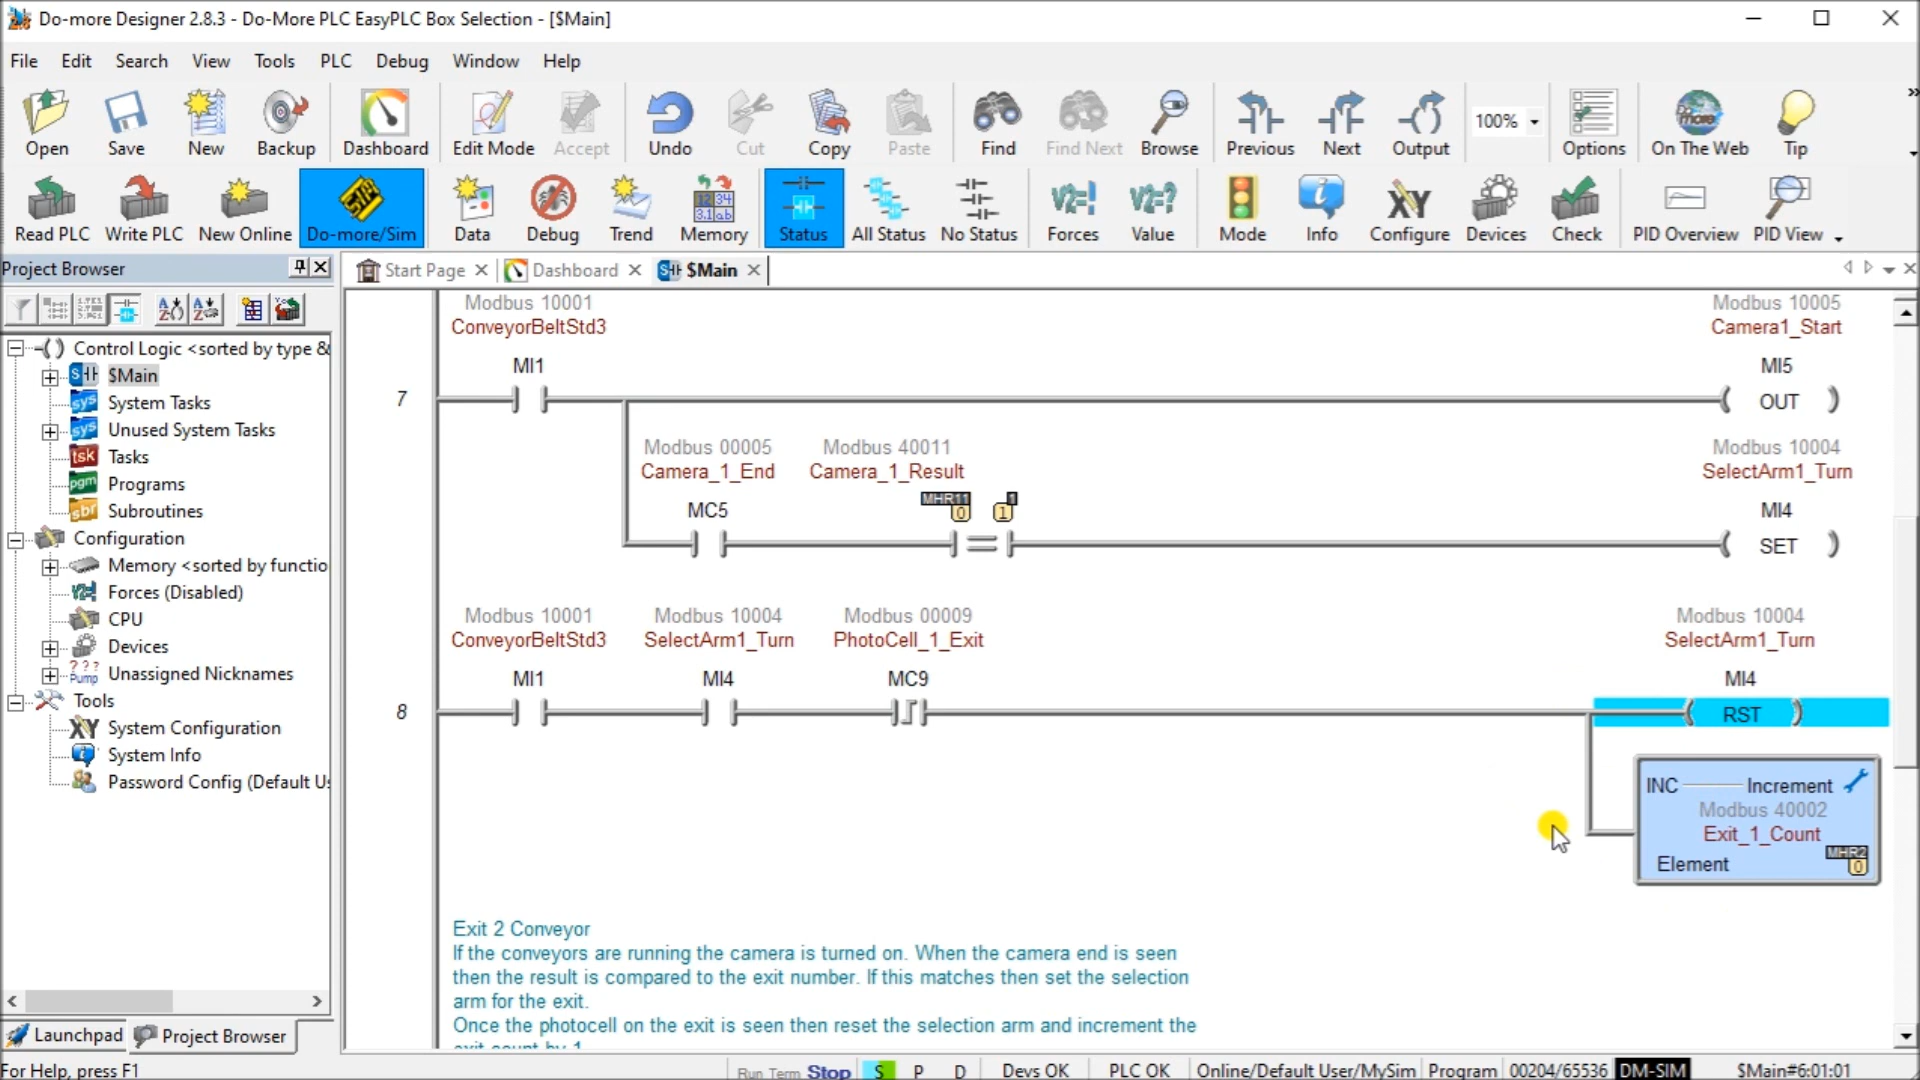 Do-more Designer 2.8.3 - Do-More PLC EasyPLC Box Selection - [$Main]
File Edit Search View Tools PLC Debug Window Help
Open Save New Backup Dashboard Edit Mode Accept Undo Cut Copy Paste Find Find Next Browse Previous Next Output 100% Options On The Web Tip
Read PLC Write PLC New Online Do-more/Sim Data Debug Trend Memory Status All Status No Status Forces Value Mode Info Configure Devices Check PID Overview PID View
Project Browser
Start Page Dashboard $Main
Control Logic <sorted by type &
$Main
System Tasks
Unused System Tasks
Tasks
Programs
Subroutines
Configuration
Memory <sorted by functio
Forces (Disabled)
CPU
Devices
Unassigned Nicknames
Tools
System Configuration
System Info
Password Config (Default Us
Launchpad Project Browser
Modbus 10001 Modbus 10005
ConveyorBeltStd3 Camera1_Start
MI1 MI5
7 OUT
Modbus 00005 Modbus 40011 Modbus 10004
Camera_1_End Camera_1_Result SelectArm1_Turn
MHR11 1
0 1
MC5 MI4
SET
Modbus 10001 Modbus 10004 Modbus 00009 Modbus 10004
ConveyorBeltStd3 SelectArm1_Turn PhotoCell_1_Exit SelectArm1_Turn
MI1 MI4 MC9 MI4
8 RST
INC Increment
Modbus 40002
Exit_1_Count
MHR2
Element 0
Exit 2 Conveyor
If the conveyors are running the camera is turned on. When the camera end is seen
then the result is compared to the exit number. If this matches then set the selection
arm for the exit.
Once the photocell on the exit is seen then reset the selection arm and increment the
exit count by 1
For Help, press F1 Run Term Stop S P D Devs OK PLC OK Online/Default User/MySim Program 00204/65536 DM-SIM $Main#6:01:01